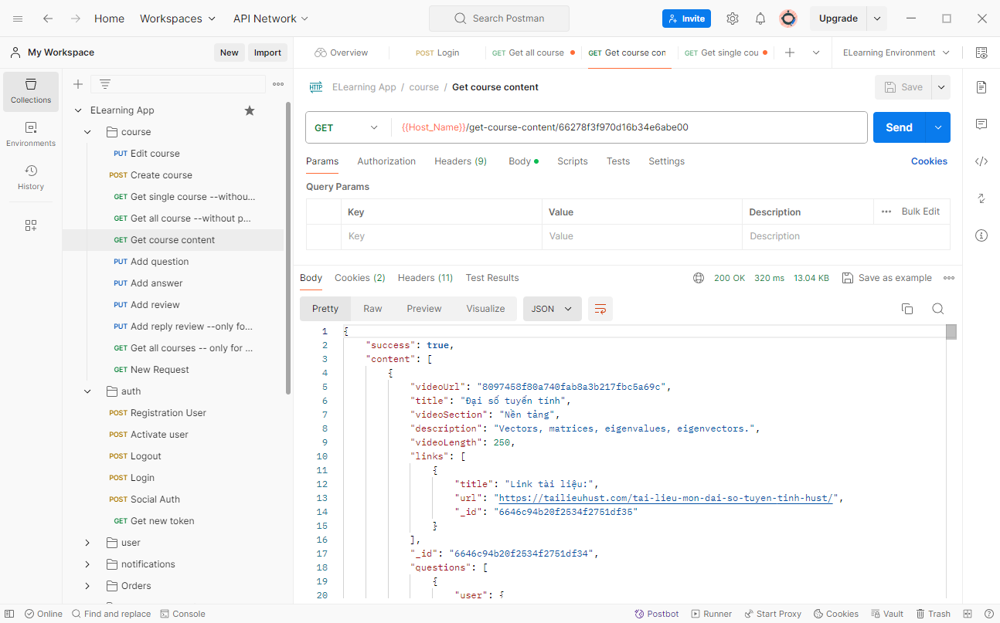 Home Workspaces API Network Search Postman Invite Upgrade
My Workspace New Import Overview POST Login GET Get all course GET Get course con GET Get single cou ELearning Environment
Collections
Environments
History
ELearning App
course
PUT Edit course
POST Create course
GET Get single course --withou...
GET Get all course --without p...
GET Get course content
PUT Add question
PUT Add answer
PUT Add review
PUT Add reply review --only fo...
GET Get all courses -- only for ...
GET New Request
auth
POST Registration User
POST Activate user
POST Logout
POST Login
POST Social Auth
GET Get new token
user
notifications
Orders
HTTP ELearning App / course / Get course content Save
GET {{Host_Name}}/get-course-content/66278f3f970d16b34e6abe00 Send
Params Authorization Headers (9) Body Scripts Tests Settings Cookies
Query Params
Key Value Description Bulk Edit
Key Value Description
Body Cookies (2) Headers (11) Test Results 200 OK 320 ms 13.04 KB Save as example
Pretty Raw Preview Visualize JSON
1 {
2 "success": true,
3 "content": [
4 {
5 "videoUrl": "8097458f80a740fab8a3b217fbc5a69c",
6 "title": "Đại số tuyến tính",
7 "videoSection": "Nền tảng",
8 "description": "Vectors, matrices, eigenvalues, eigenvectors.",
9 "videoLength": 250,
10 "links": [
11 {
12 "title": "Link tài liệu:",
13 "url": "https://tailieuhust.com/tai-lieu-mon-dai-so-tuyen-tinh-hust/",
14 "_id": "6646c94b20f2534f2751df35"
15 }
16 ],
17 "_id": "6646c94b20f2534f2751df34",
18 "questions": [
19 {
20 "user": {
Online Find and replace Console Postbot Runner Start Proxy Cookies Vault Trash